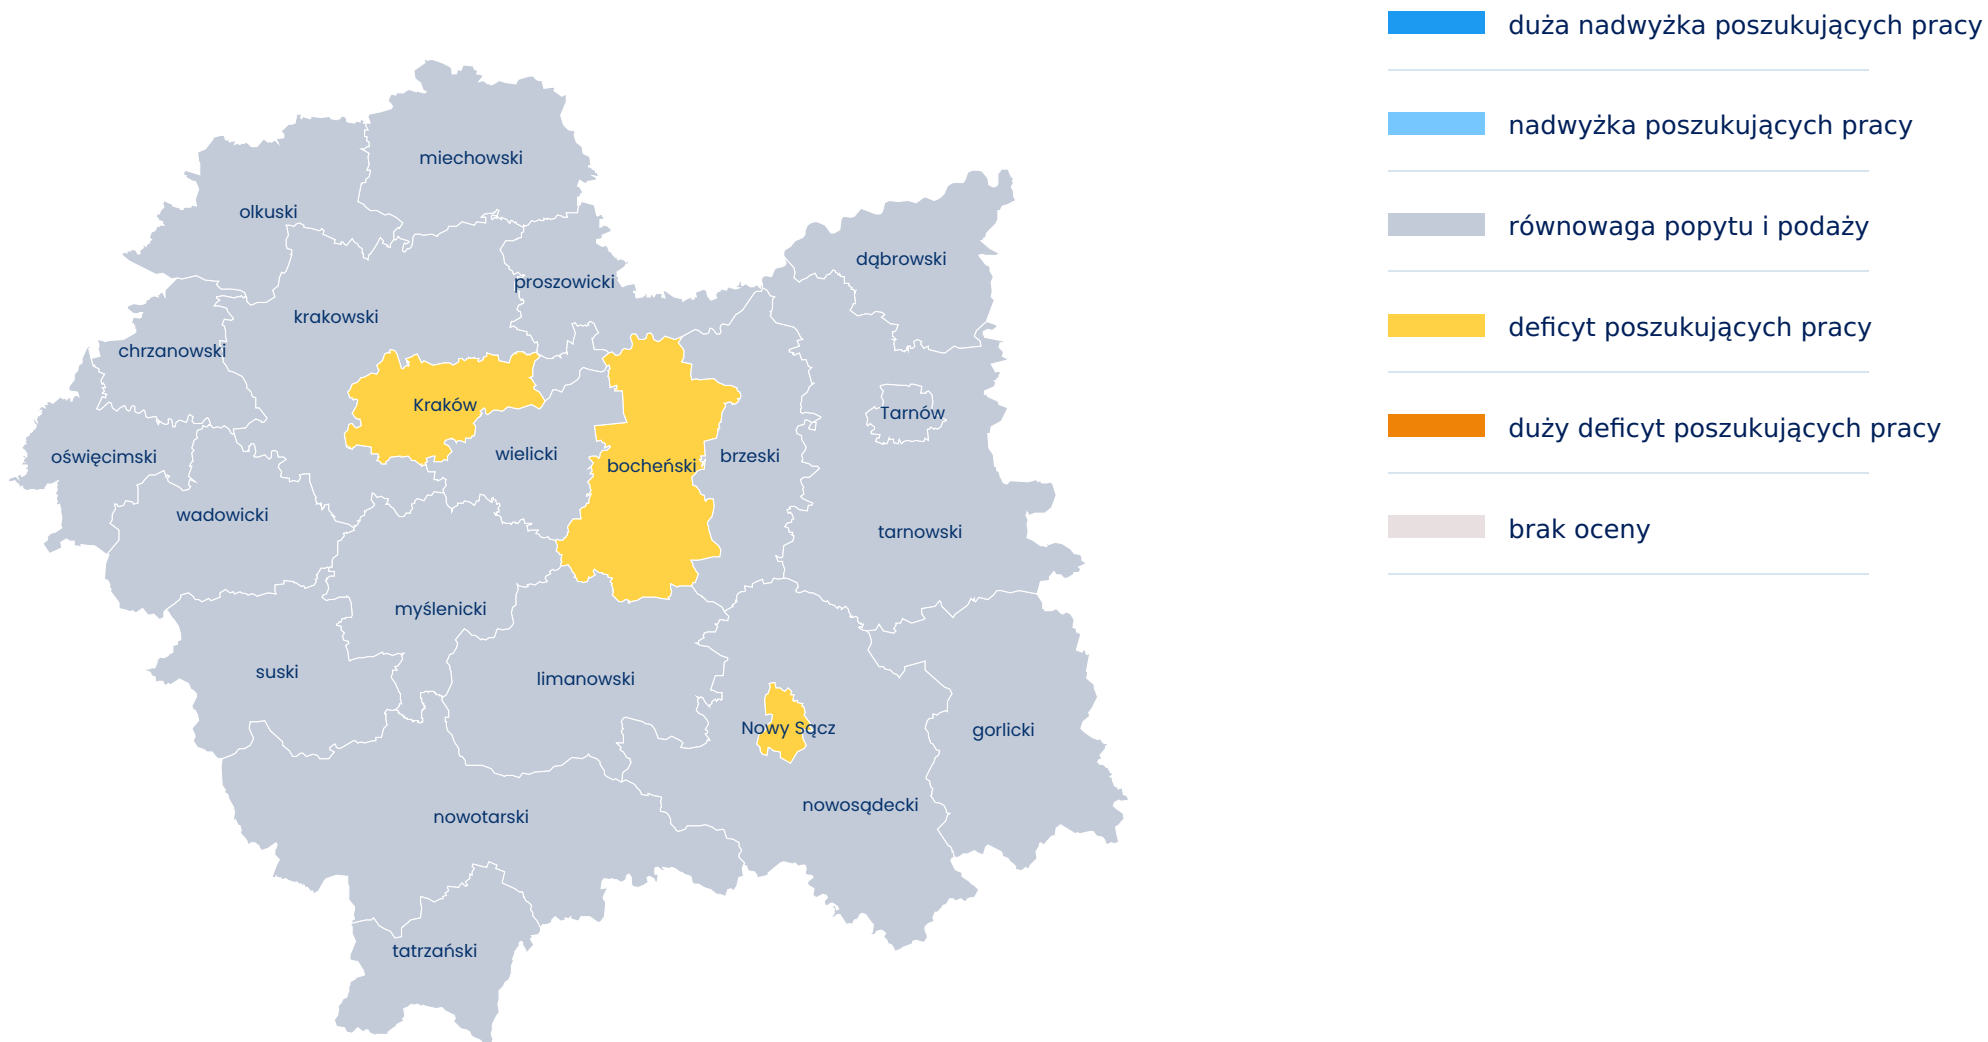 duża nadwyżka poszukujących pracy
nadwyżka poszukujących pracy
równowaga popytu i podaży
deficyt poszukujących pracy
duży deficyt poszukujących pracy
brak oceny
miechowski
olkuski
dąbrowski
proszowicki
krakowski
chrzanowski
Kraków
Tarnów
wielicki
brzeski
oświęcimski
bocheński
wadowicki
tarnowski
myślenicki
suski
limanowski
Nowy Sącz
gorlicki
nowosądecki
nowotarski
tatrzański